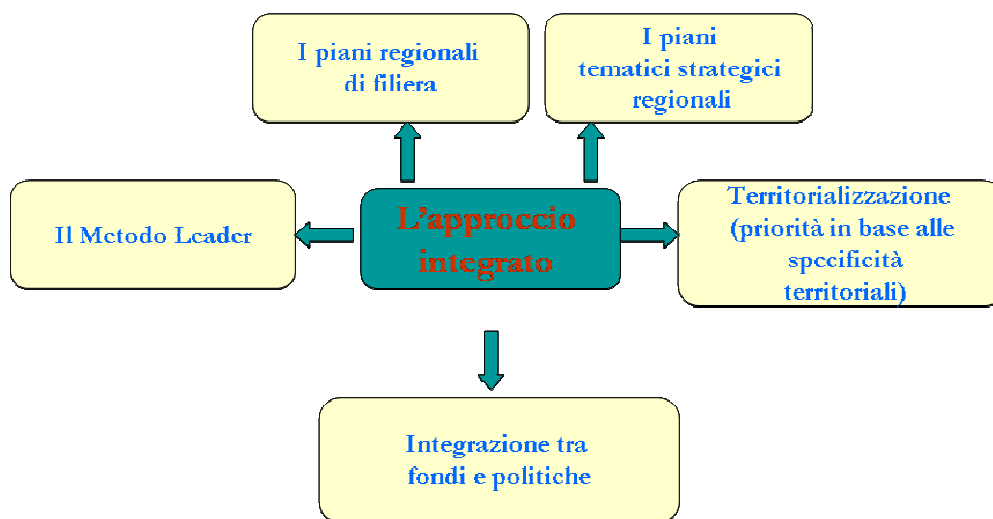 I piani regionali
di filiera
I piani
tematici strategici
regionali
Il Metodo Leader
L'approccio
integrato
Territorializzazione
(priorità in base alle
specificità
territoriali)
Integrazione tra
fondi e politiche